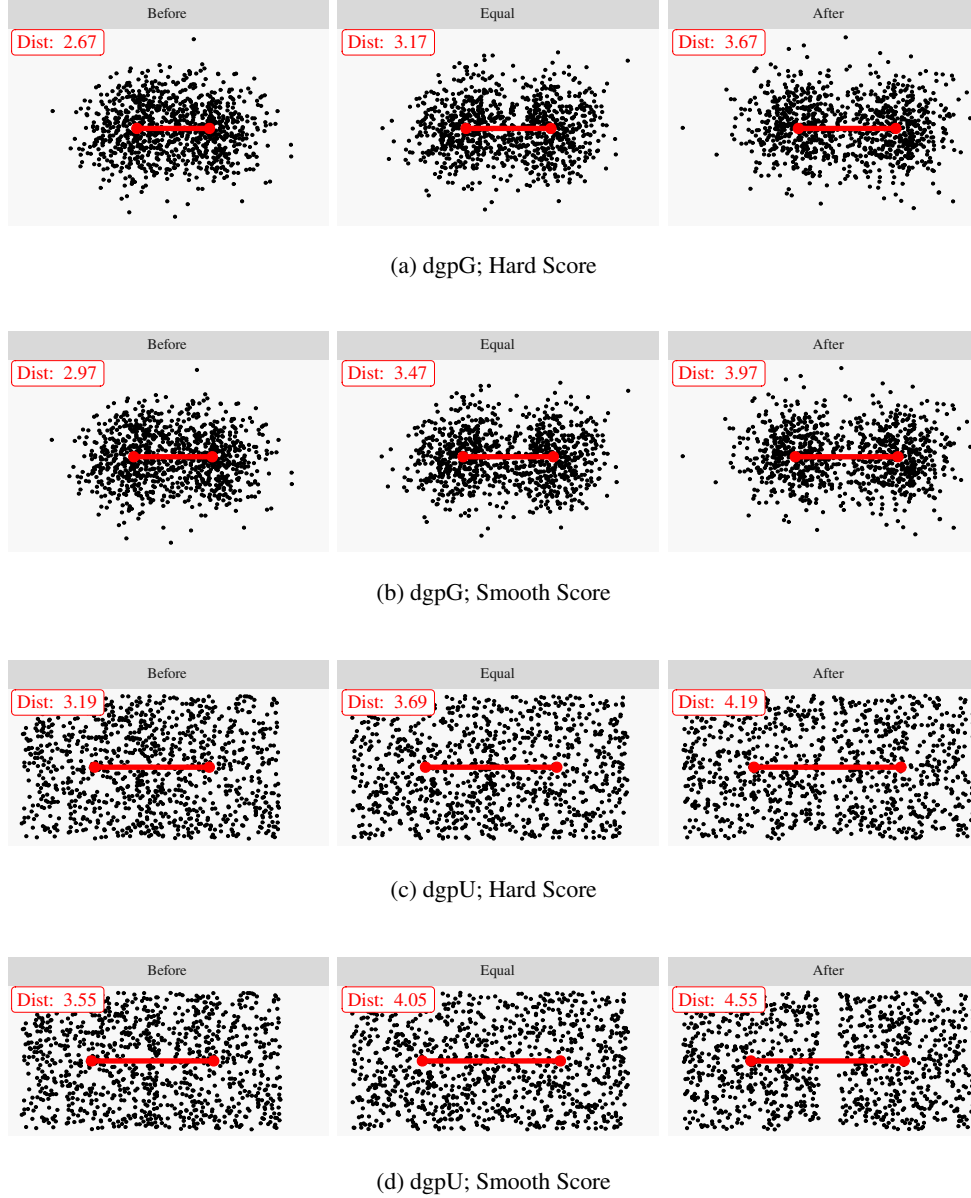 Before Equal After
Dist: 2.67 Dist: 3.17 Dist: 3.67
(a) dgpG; Hard Score
Before Equal After
Dist: 2.97 Dist: 3.47 Dist: 3.97
(b) dgpG; Smooth Score
Before Equal After
Dist: 3.19 Dist: 3.69 Dist: 4.19
(c) dgpU; Hard Score
Before Equal After
Dist: 3.55 Dist: 4.05 Dist: 4.55
(d) dgpU; Smooth Score